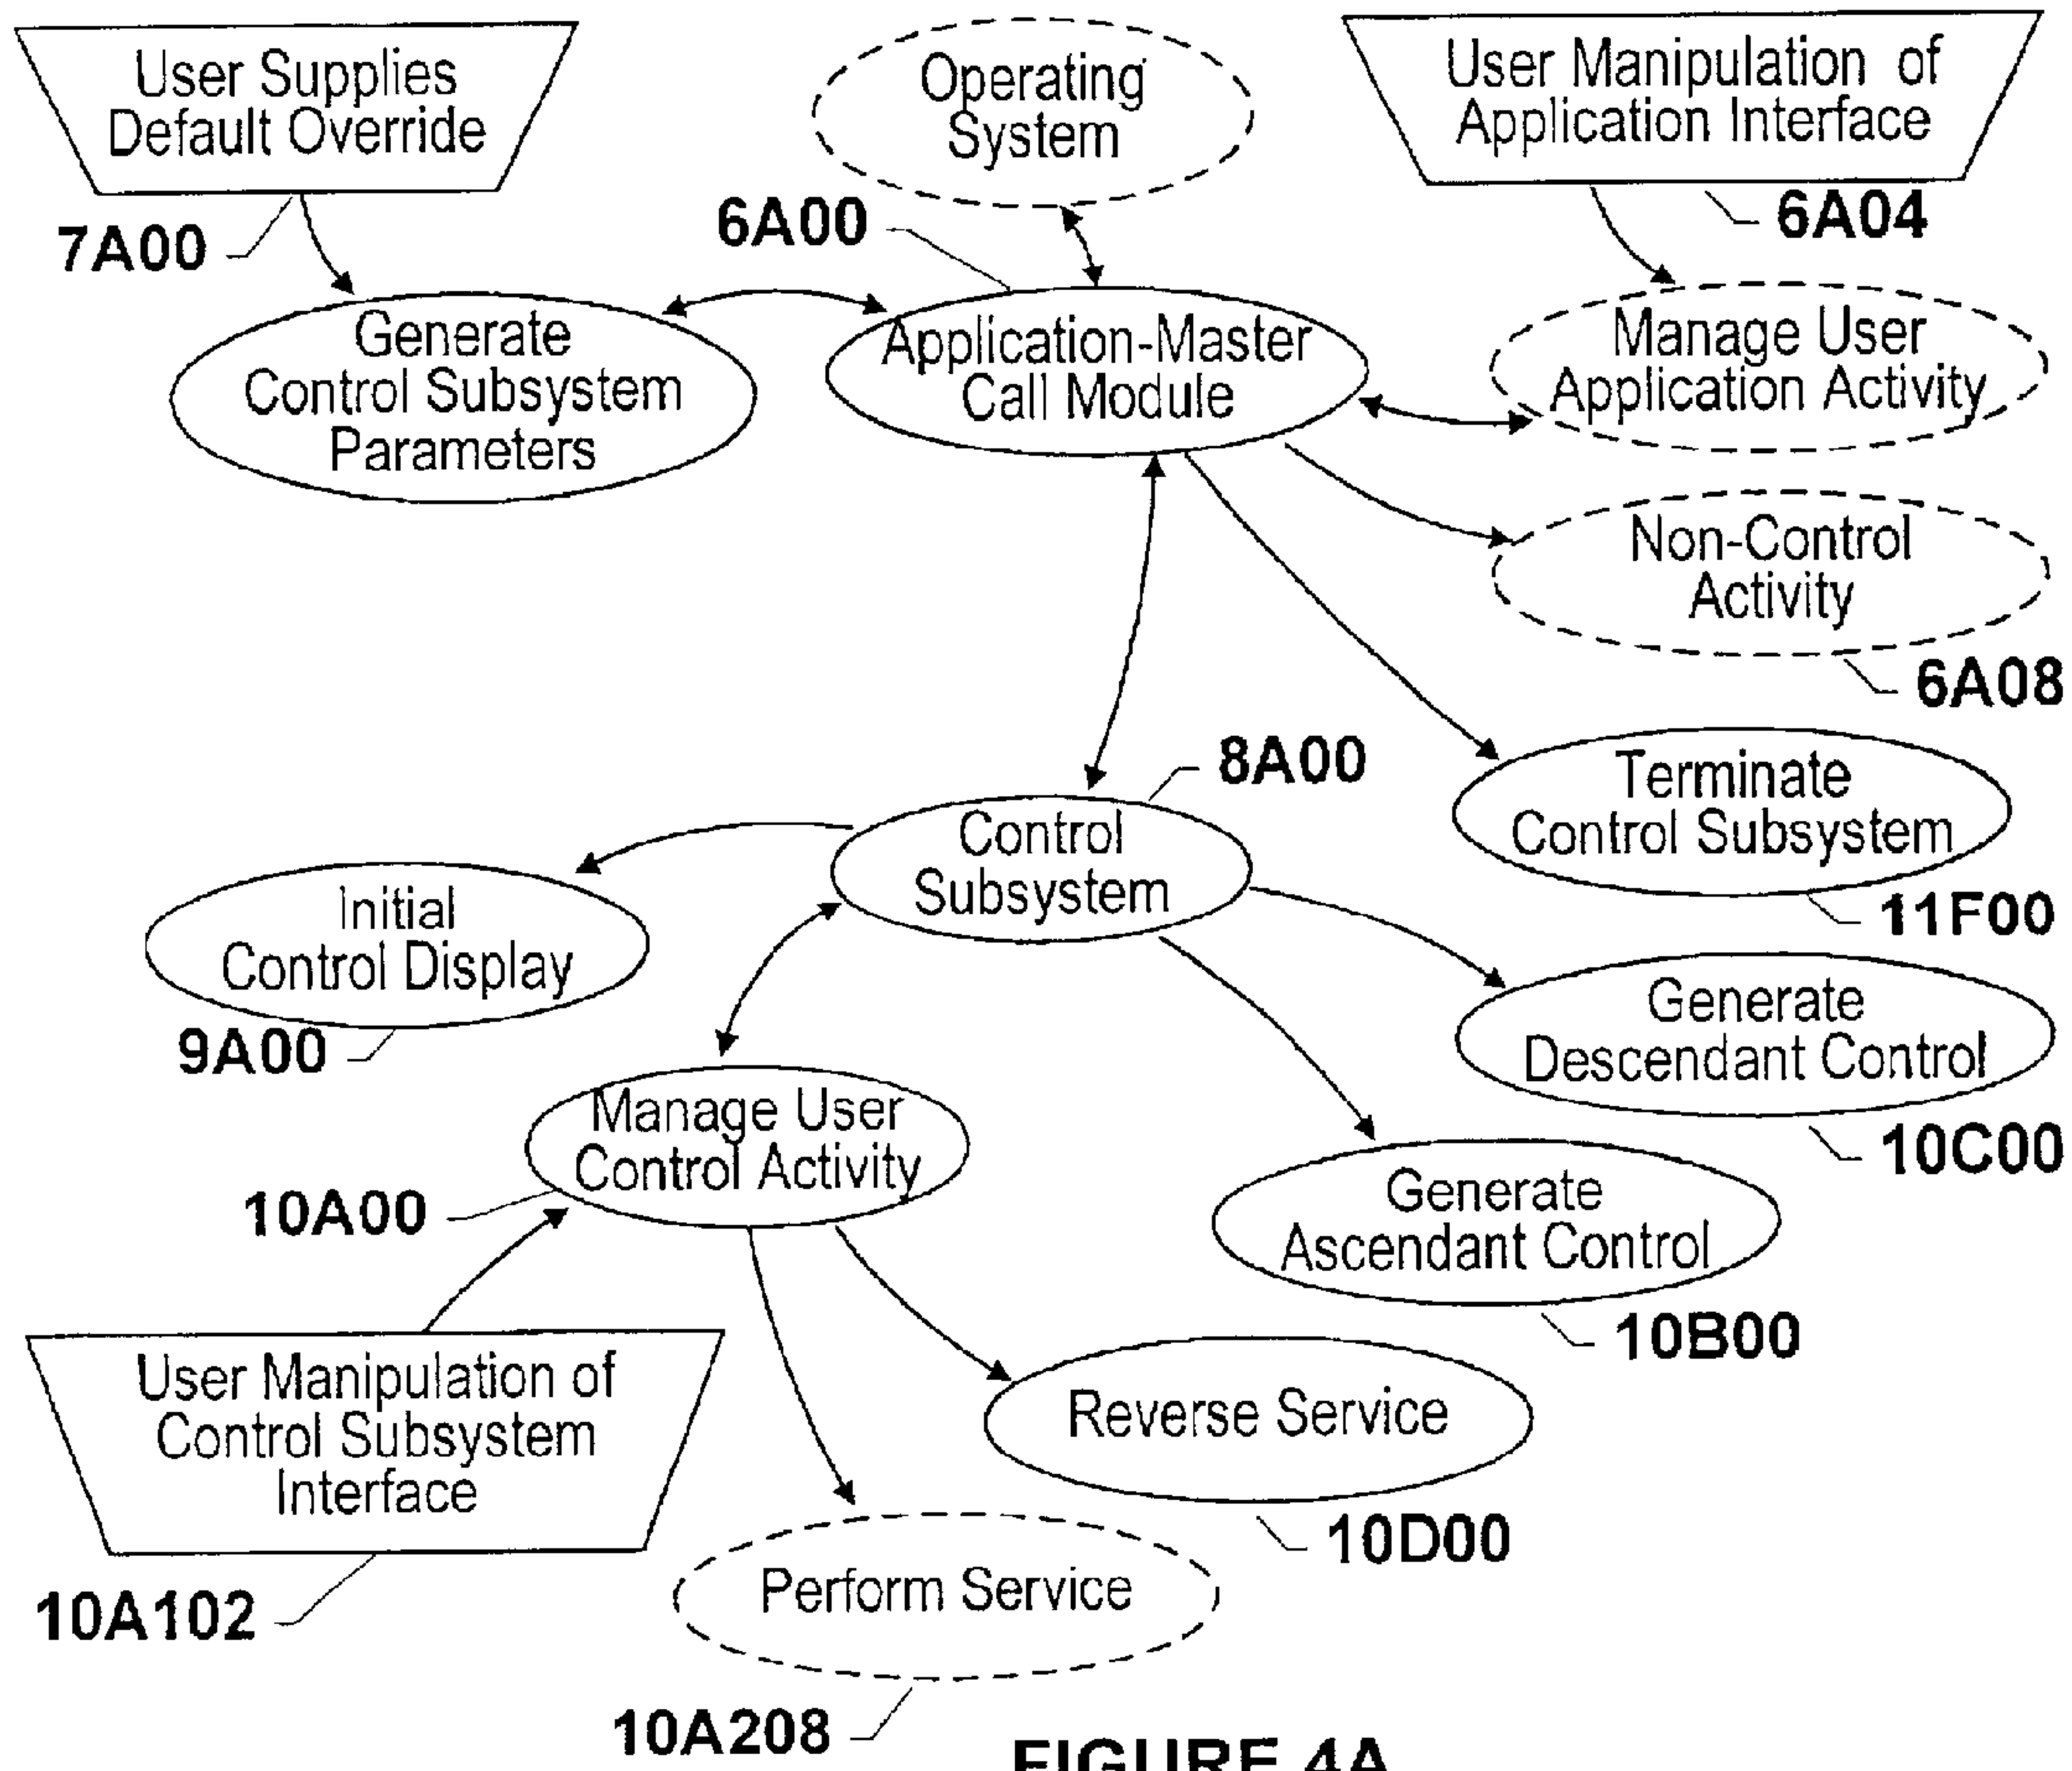 User Supplies
Default Override
Operating
System
User Manipulation of
Application Interface
7A00
6A00
6A04
Generate
Control Subsystem
Parameters
Application-Master
Call Module
Manage User
Application Activity
Non-Control
Activity
6A08
8A00
Terminate
Control Subsystem
11F00
Control
Subsystem
Initial
Control Display
9A00
Generate
Descendant Control
10C00
Manage User
Control Activity
10A00
Generate
Ascendant Control
10B00
User Manipulation of
Control Subsystem
Interface
10A102
Reverse Service
10D00
Perform Service
10A208
FIGURE 4A